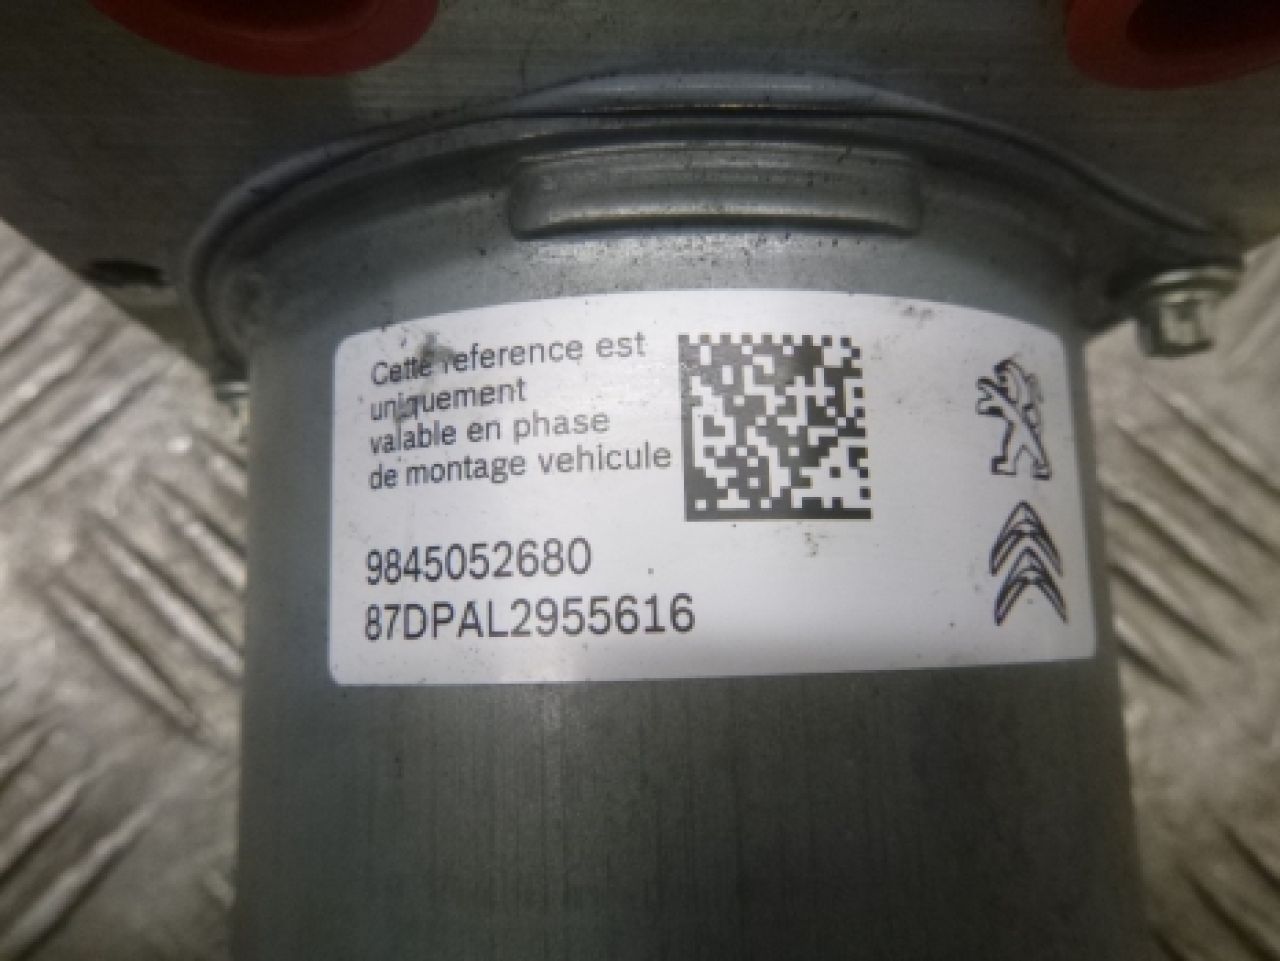 Cette reference est
uniquement
valable en phase
de montage vehicule
9845052680
87DPAL2955616